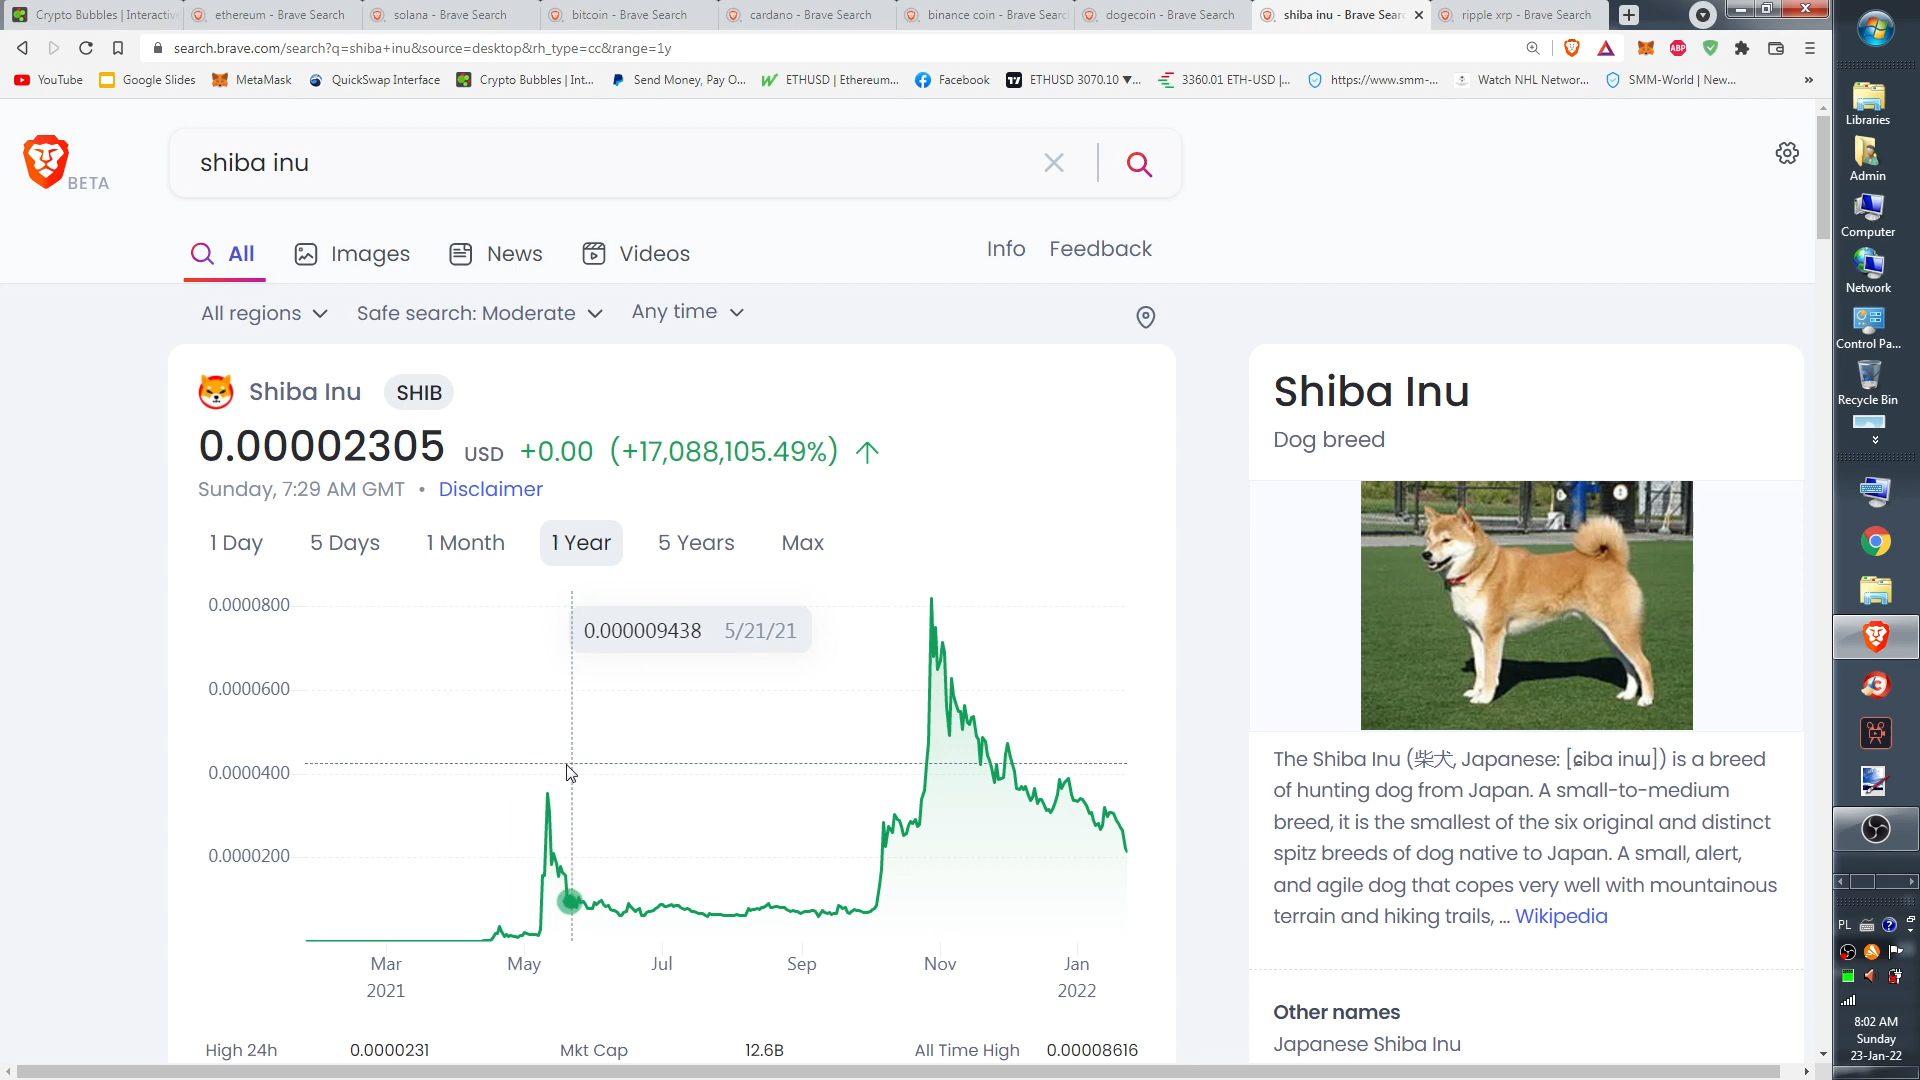 Crypto Bubbles | Interactiv
ethereum - Brave Search
solana - Brave Search
bitcoin - Brave Search
cardano - Brave Search
binance coin - Brave Searc
dogecoin - Brave Search
shiba inu - Brave Sear
ripple xrp - Brave Search
search.brave.com/search?q=shiba+inu&source=desktop&rh_type=cc&range=1y
ABP
YouTube
Google Slides
MetaMask
QuickSwap Interface
Crypto Bubbles | Int...
Send Money, Pay O...
ETHUSD | Ethereum...
Facebook
ETHUSD 3070.10 ▼...
3360.01 ETH-USD |...
https://www.smm-...
Watch NHL Networ...
SMM-World | New...
»
BETA
shiba inu
All
Images
News
Videos
Info
Feedback
All regions
Safe search: Moderate
Any time
Shiba Inu
SHIB
0.00002305 USD +0.00 (+17,088,105.49%) ↑
Sunday, 7:29 AM GMT • Disclaimer
1 Day
5 Days
1 Month
1 Year
5 Years
Max
0.0000800
0.0000600
0.0000400
0.0000200
0.000009438 5/21/21
Mar
2021
May
Jul
Sep
Nov
Jan
2022
High 24h 0.0000231
Mkt Cap 12.6B
All Time High 0.00008616
Shiba Inu
Dog breed
The Shiba Inu (柴犬, Japanese: [ɕiba inɯ]) is a breed
of hunting dog from Japan. A small-to-medium
breed, it is the smallest of the six original and distinct
spitz breeds of dog native to Japan. A small, alert,
and agile dog that copes very well with mountainous
terrain and hiking trails, ... Wikipedia
Other names
Japanese Shiba Inu
Libraries
Admin
Computer
Network
Control Pa...
Recycle Bin
PL
8:02 AM
Sunday
23-Jan-22